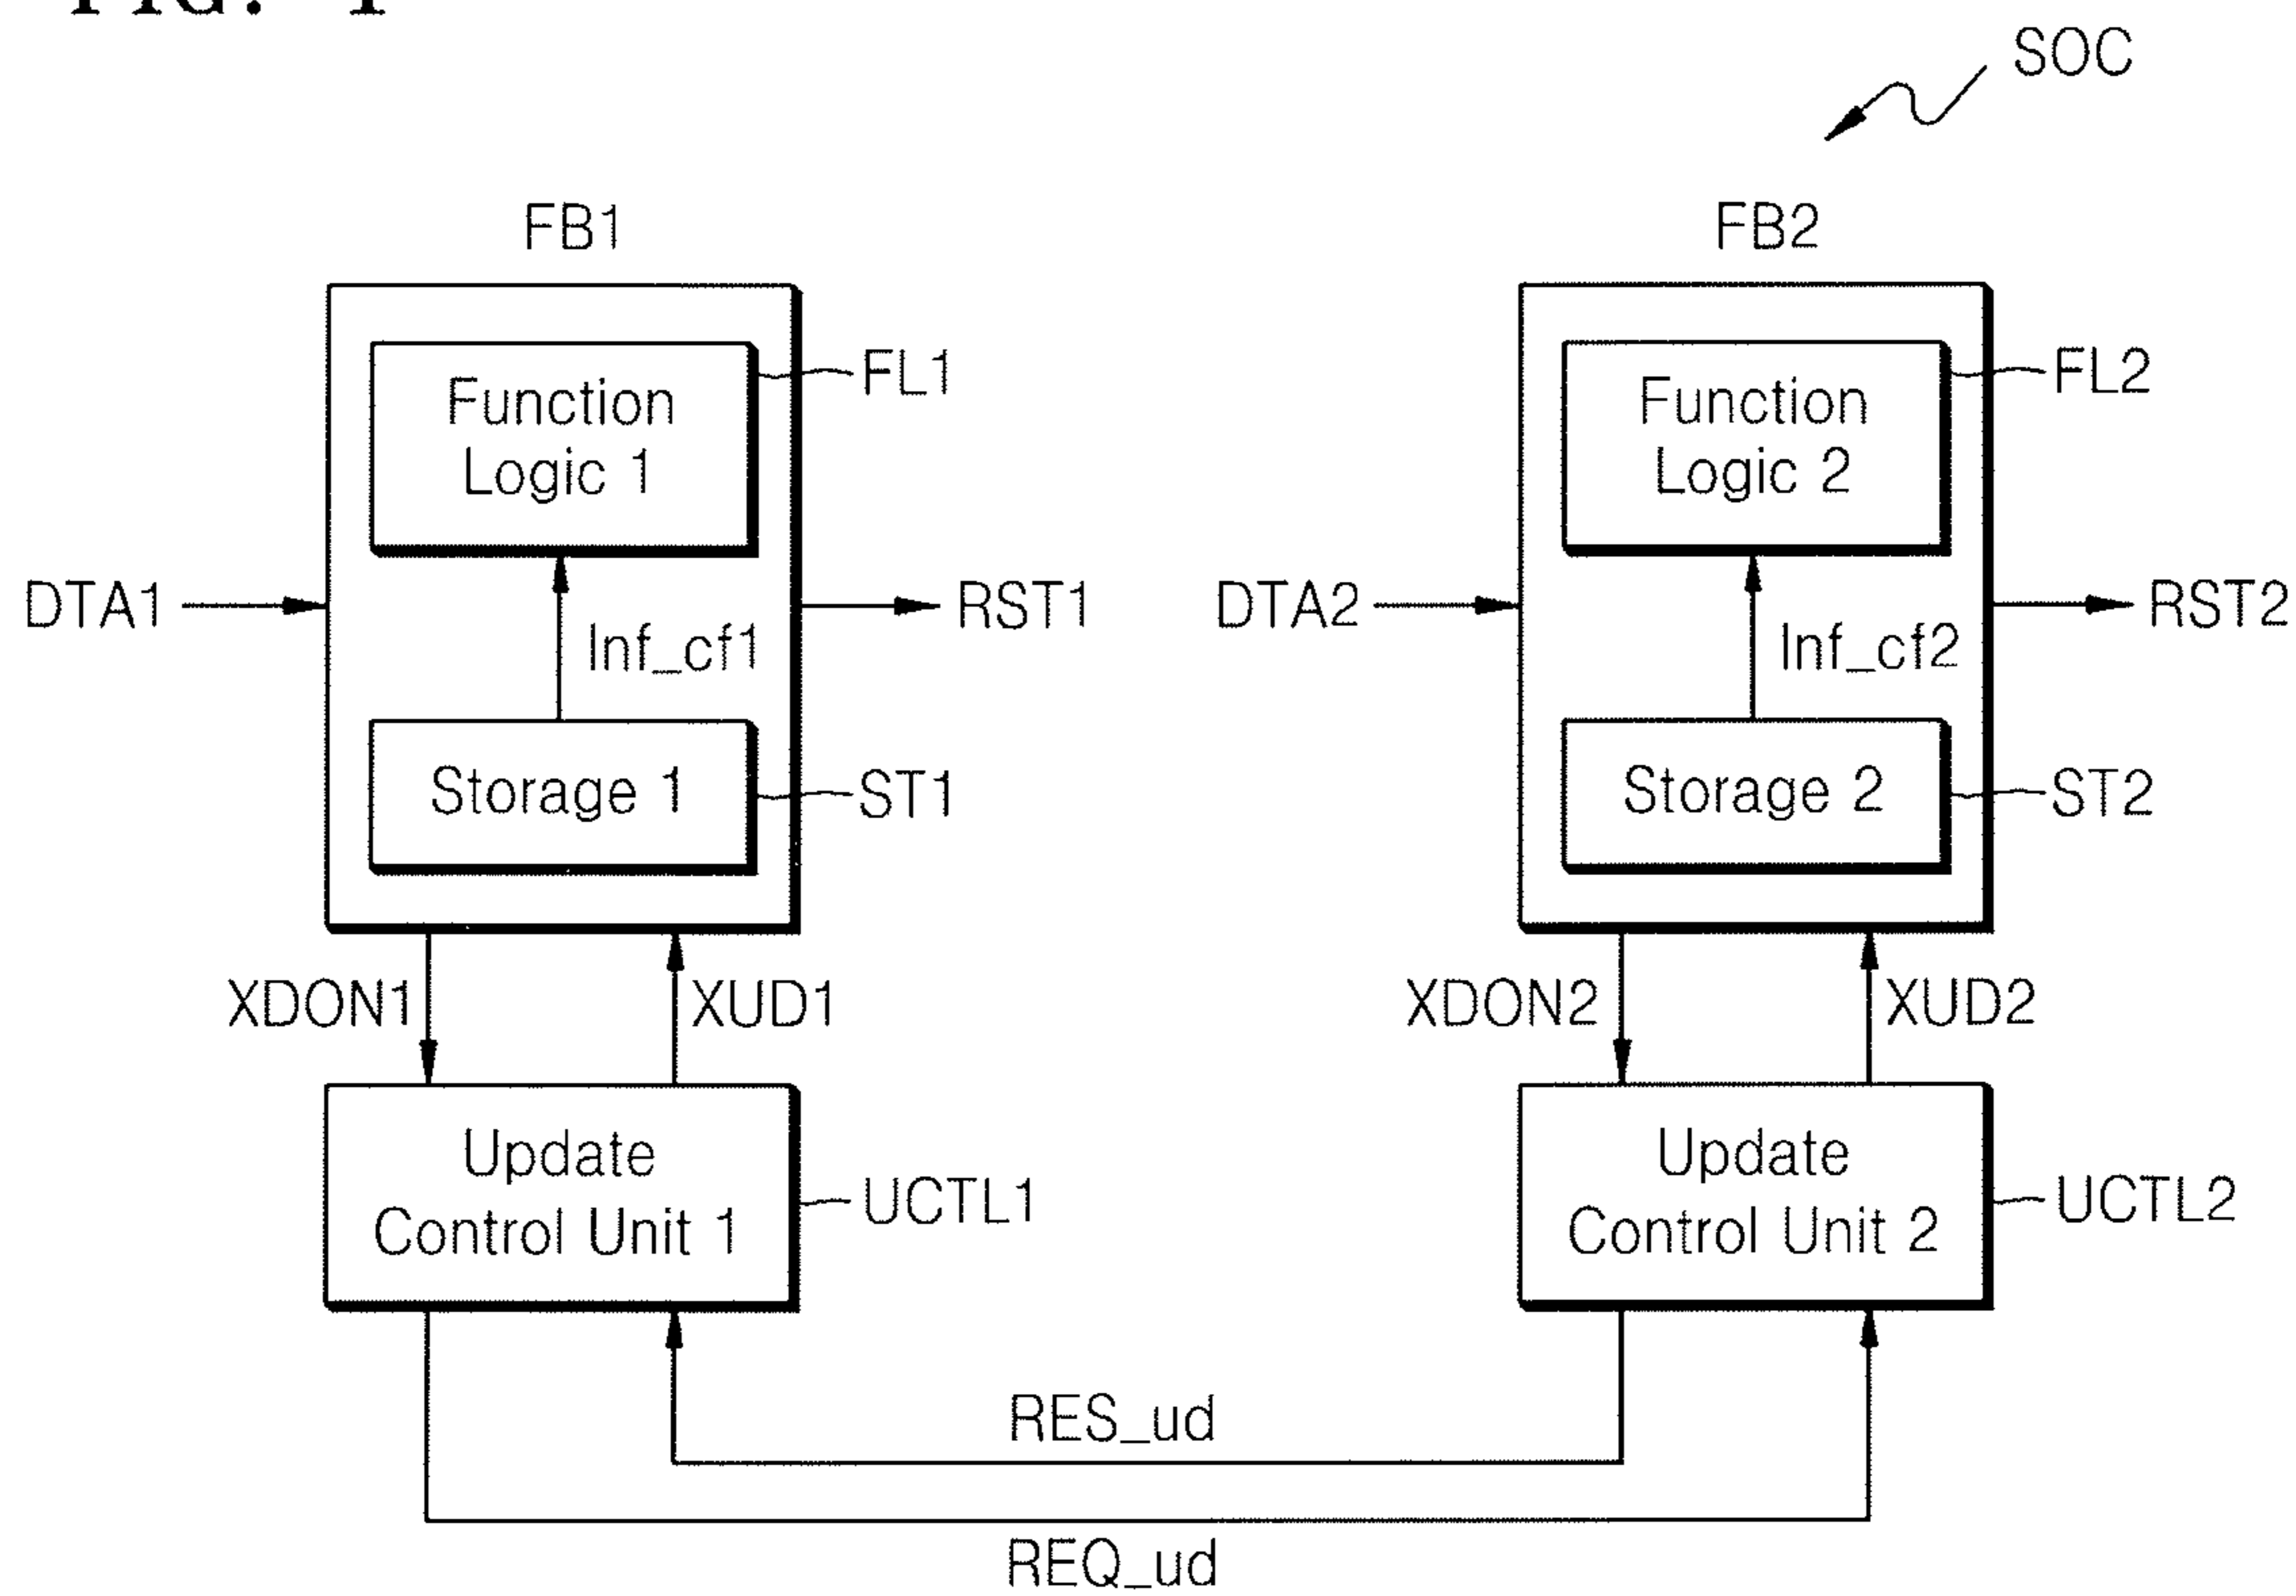 SOC
FB1
FB2
Function
Logic 1
FL1
Function
Logic 2
FL2
DTA1
RST1
DTA2
RST2
Inf_cf1
Inf_cf2
Storage 1
ST1
Storage 2
ST2
XDON1
XUD1
XDON2
XUD2
Update
Control Unit 1
UCTL1
Update
Control Unit 2
UCTL2
RES_ud
REQ_ud